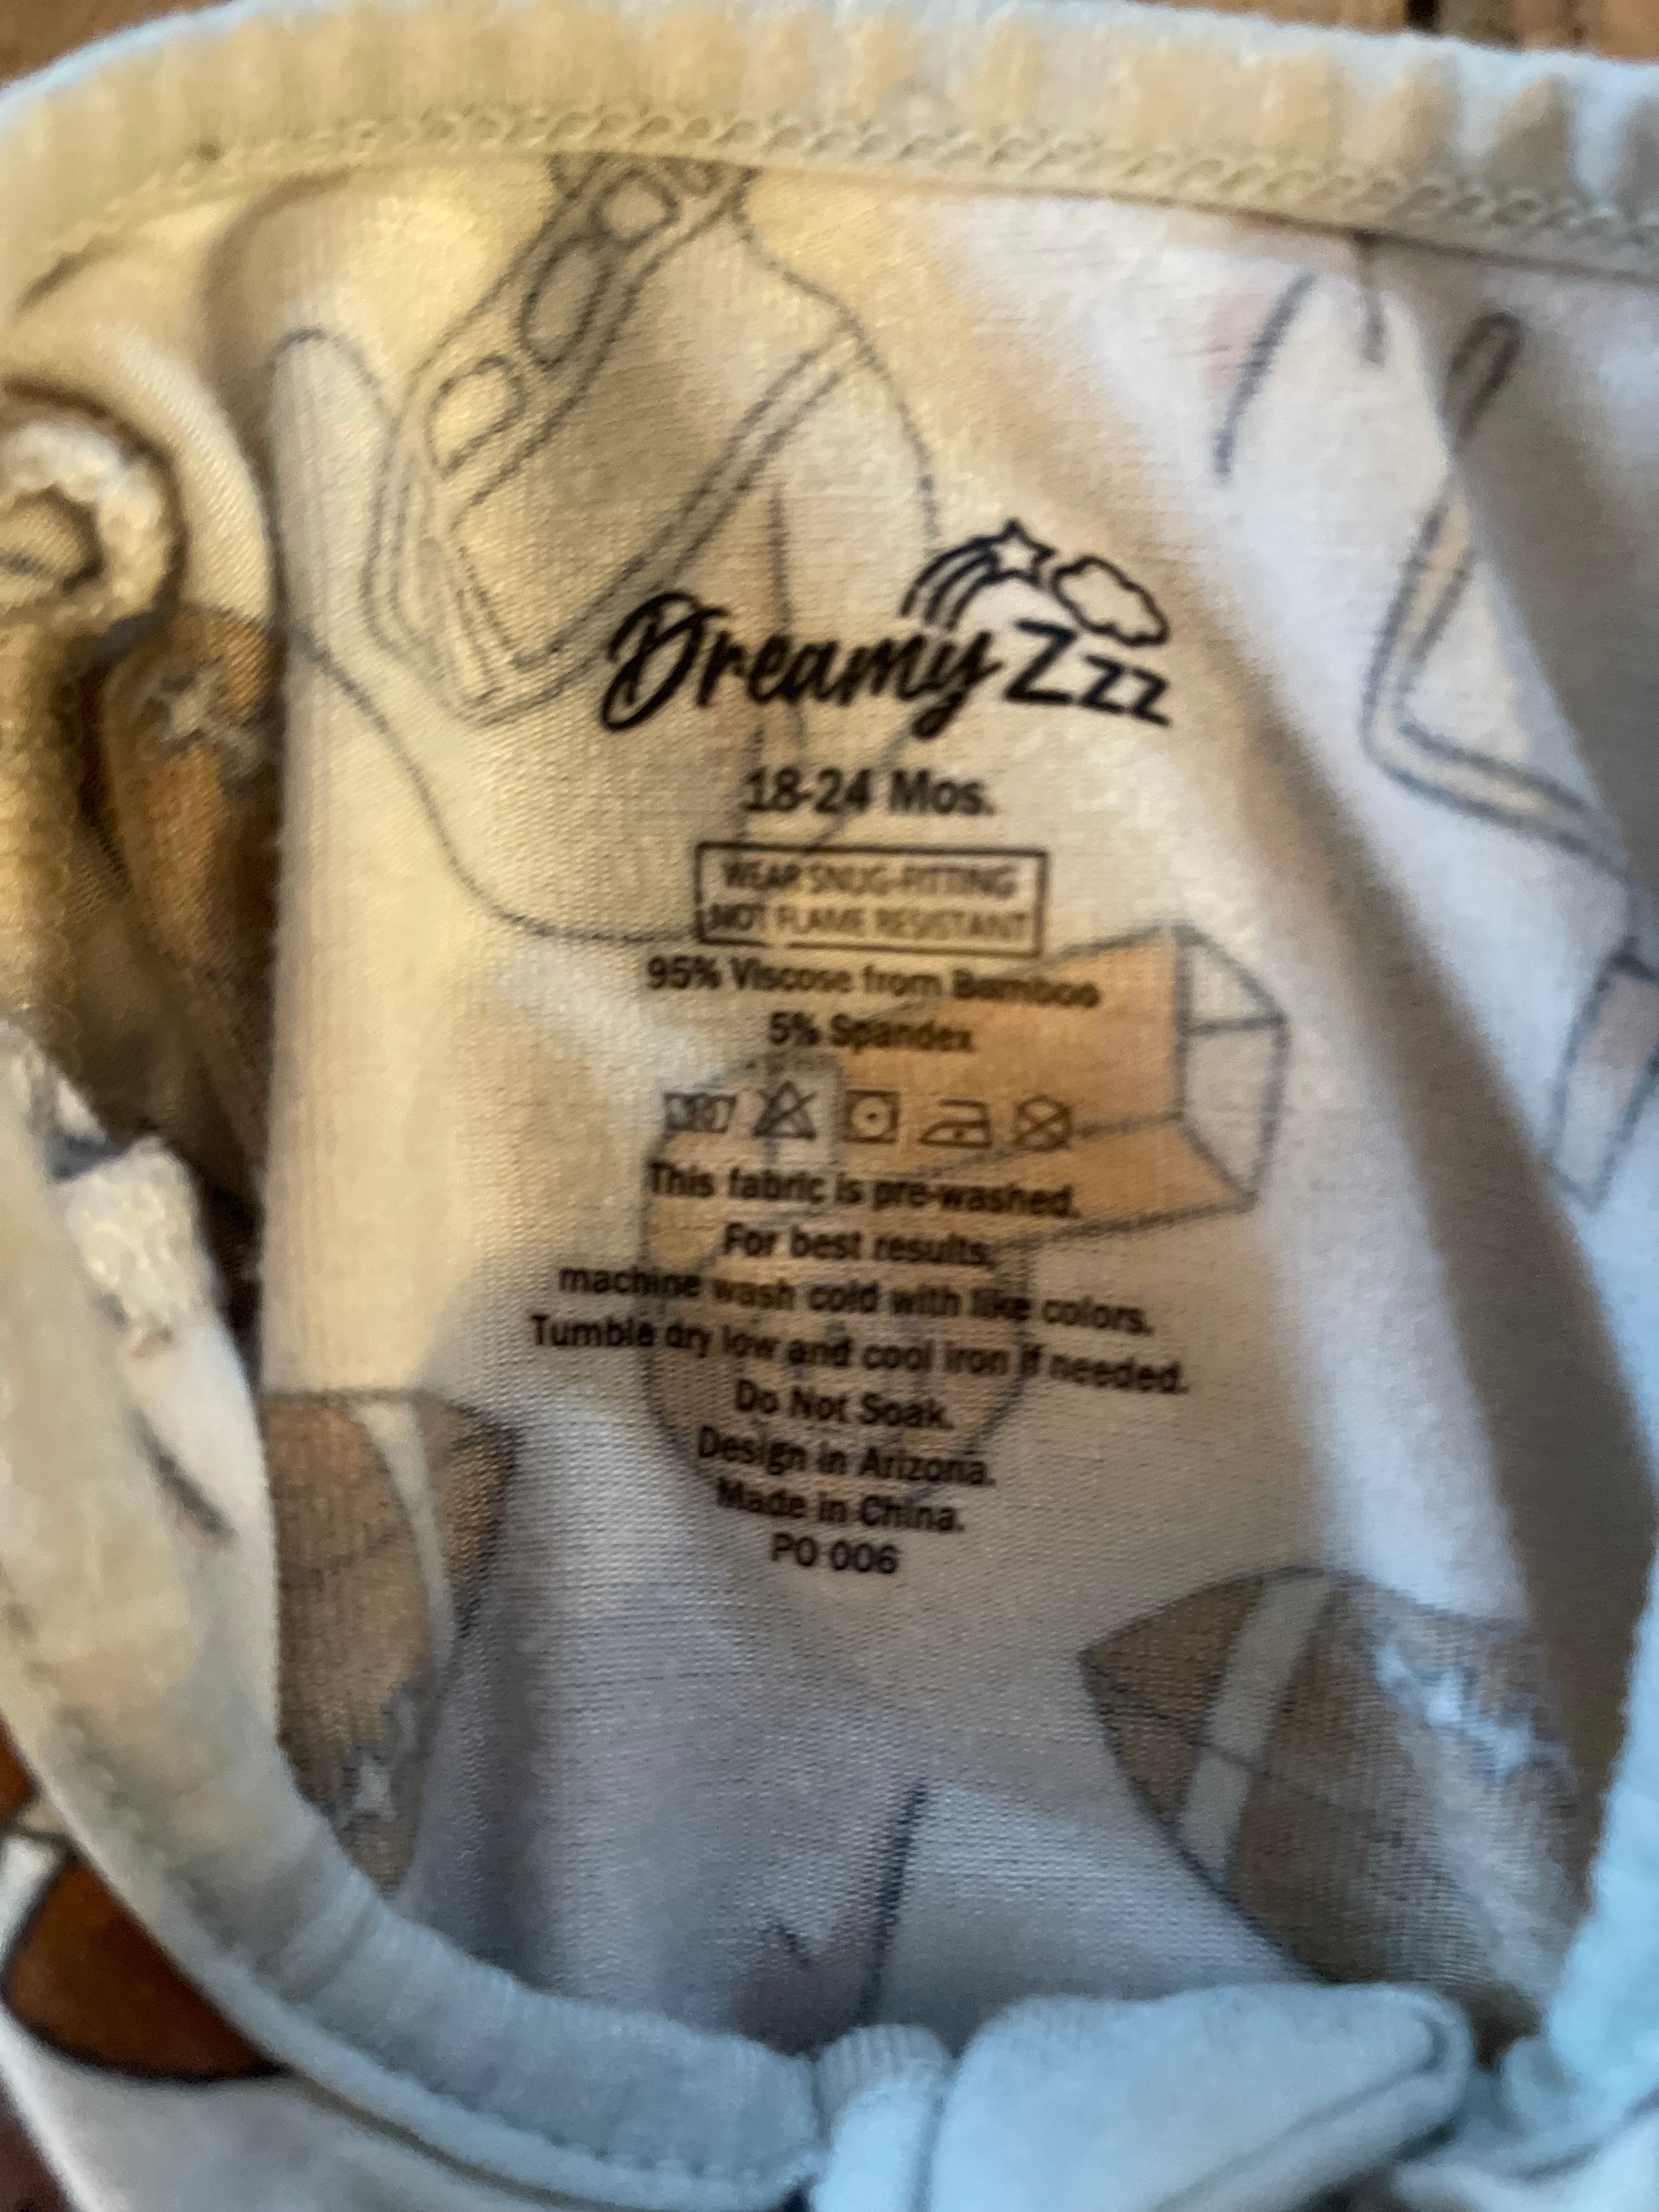 Dreamy Zzz
18-24 Mos.
WEAR SNUG-FITTING
NOT FLAME RESISTANT
95% Viscose from Bamboo
5% Spandex
This fabric is pre-washed.
For best results,
machine wash cold with like colors.
Tumble dry low and cool iron if needed.
Do Not Soak.
Design in Arizona.
Made in China.
PO 006